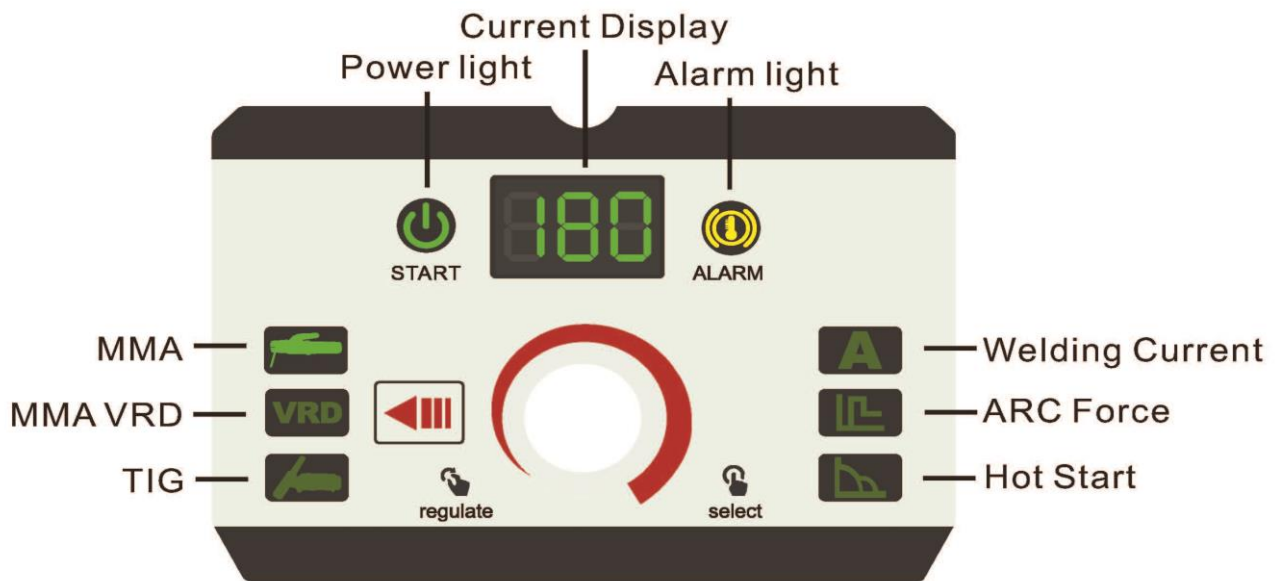 Current Display
Power light
Alarm light
180
START
ALARM
MMA
A
Welding Current
MMA VRD
VRD
ARC Force
TIG
Hot Start
regulate
select